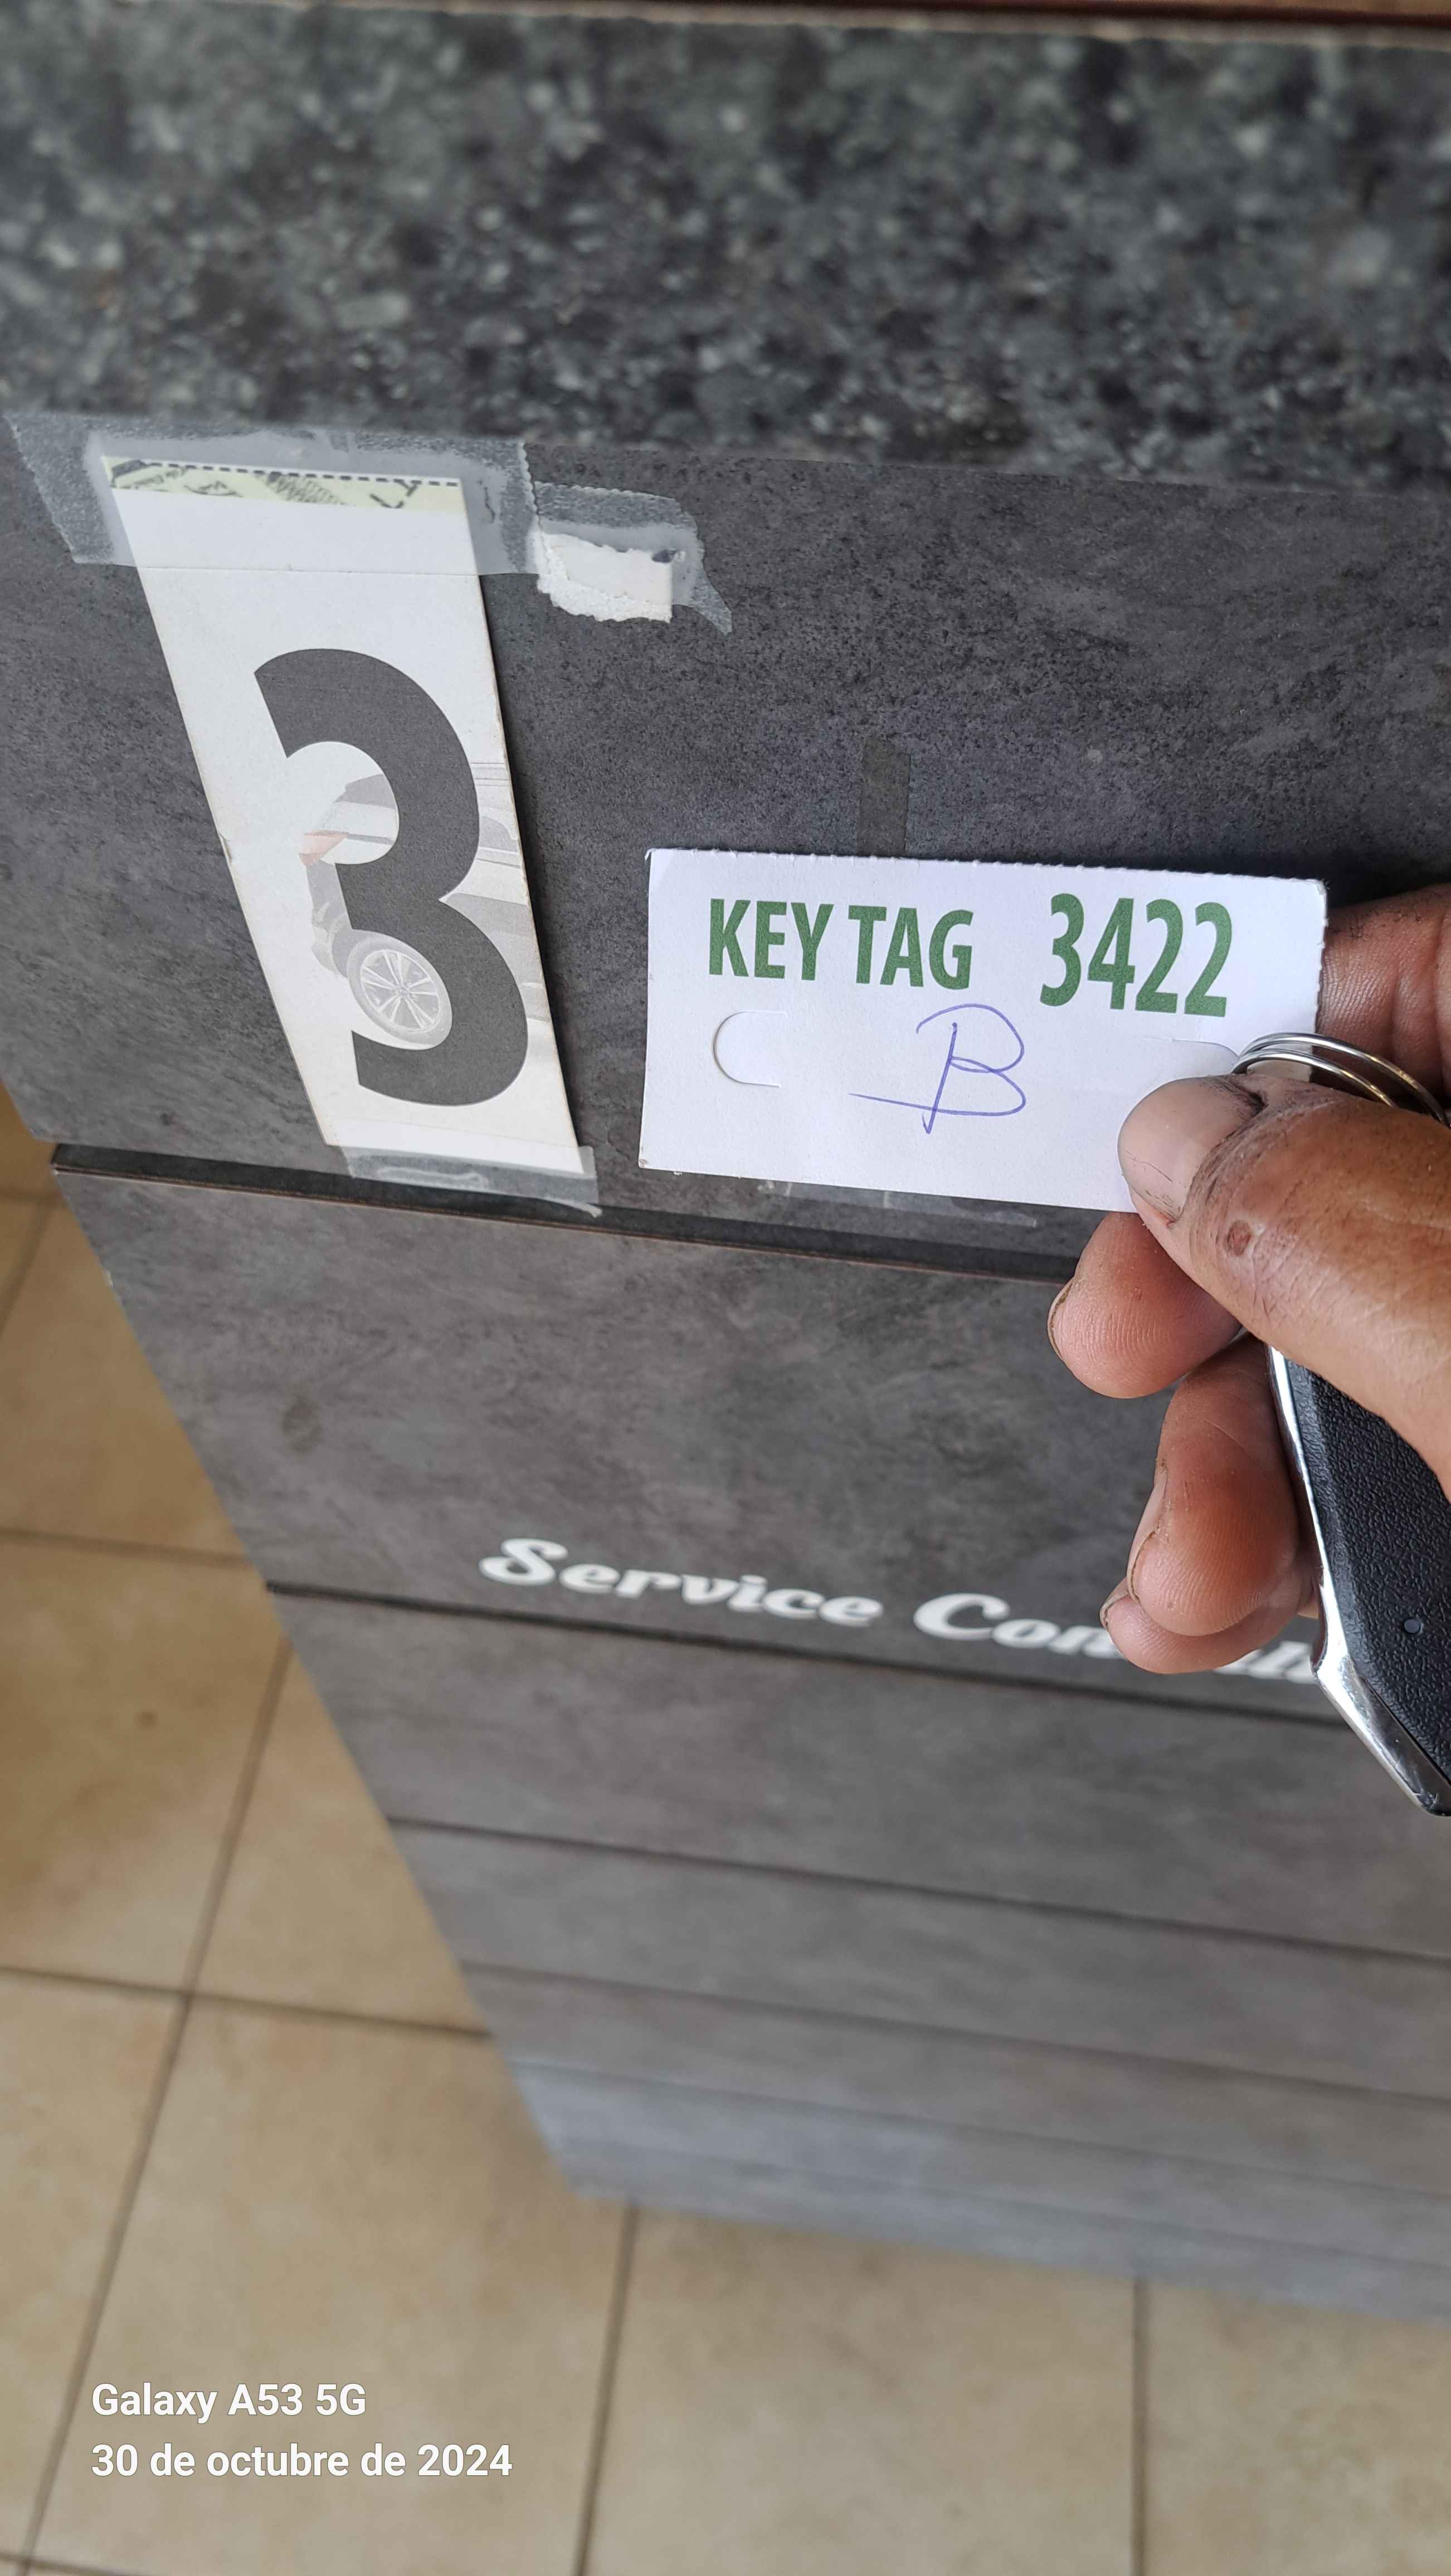 3
KEY TAG 3422
B
Service
Galaxy A53 5G
30 de octubre de 2024